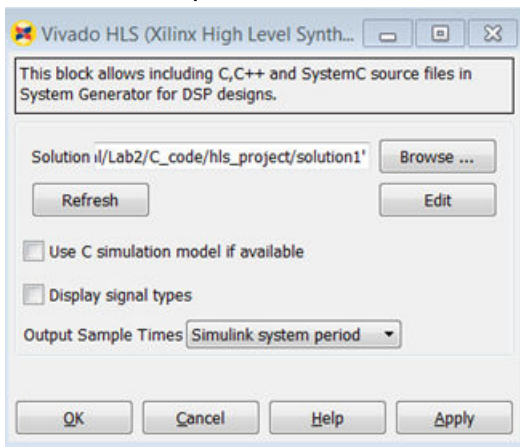 Vivado HLS (Xilinx High Level Synth...
This block allows including C,C++ and SystemC source files in
System Generator for DSP designs.
Solution l/Lab2/C_code/hls_project/solution1' Browse ...
Refresh Edit
Use C simulation model if available
Display signal types
Output Sample Times Simulink system period
OK Cancel Help Apply